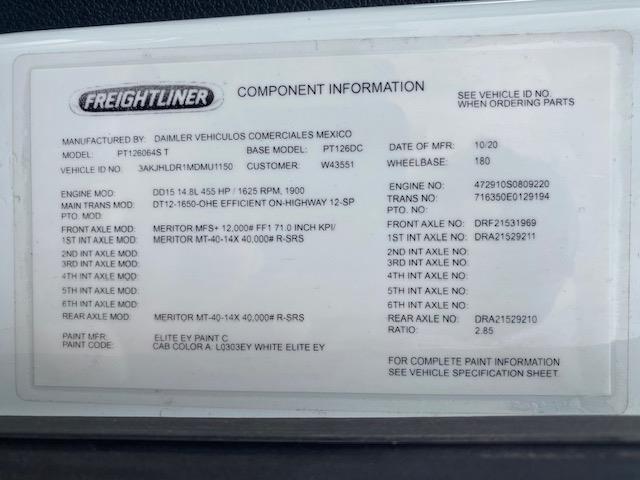 FREIGHTLINER COMPONENT INFORMATION SEE VEHICLE ID NO.
WHEN ORDERING PARTS
MANUFACTURED BY: DAIMLER VEHICULOS COMERCIALES MEXICO DATE OF MFR: 10/20
MODEL: PT126064S T BASE MODEL: PT126DC
VEHICLE ID NO: 3AKJHLDR1MDMU1150 CUSTOMER: W43551 WHEELBASE: 180
ENGINE MOD: DD15 14.8L 455 HP / 1625 RPM, 1900 ENGINE NO: 472910S0809220
MAIN TRANS MOD: DT12-1650-OHE EFFICIENT ON-HIGHWAY 12-SP TRANS NO: 716350E0129194
PTO. MOD: PTO. NO:
FRONT AXLE MOD: MERITOR MFS+ 12,000# FF1 71.0 INCH KPI/ FRONT AXLE NO: DRF21531969
1ST INT AXLE MOD: MERITOR MT-40-14X 40,000# R-SRS 1ST INT AXLE NO: DRA21529211
2ND INT AXLE MOD: 2ND INT AXLE NO:
3RD INT AXLE MOD: 3RD INT AXLE NO:
4TH INT AXLE MOD: 4TH INT AXLE NO:
5TH INT AXLE MOD: 5TH INT AXLE NO:
6TH INT AXLE MOD: 6TH INT AXLE NO:
REAR AXLE MOD: MERITOR MT-40-14X 40,000# R-SRS REAR AXLE NO: DRA21529210
RATIO: 2.85
PAINT MFR: ELITE EY PAINT C
PAINT CODE: CAB COLOR A: L0303EY WHITE ELITE EY
FOR COMPLETE PAINT INFORMATION
SEE VEHICLE SPECIFICATION SHEET